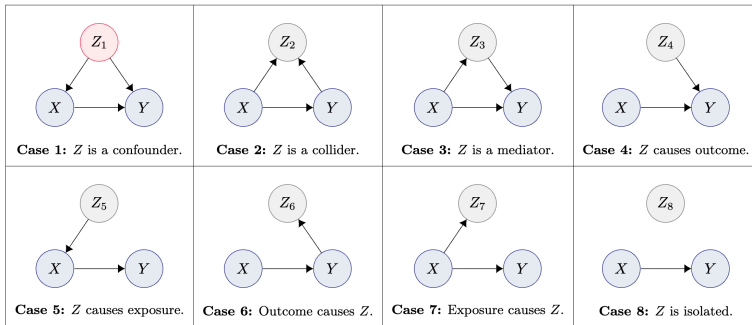 Z1
X
Y
Case 1: Z is a confounder.
Z2
X
Y
Case 2: Z is a collider.
Z3
X
Y
Case 3: Z is a mediator.
Z4
X
Y
Case 4: Z causes outcome.
Z5
X
Y
Case 5: Z causes exposure.
Z6
X
Y
Case 6: Outcome causes Z.
Z7
X
Y
Case 7: Exposure causes Z.
Z8
X
Y
Case 8: Z is isolated.